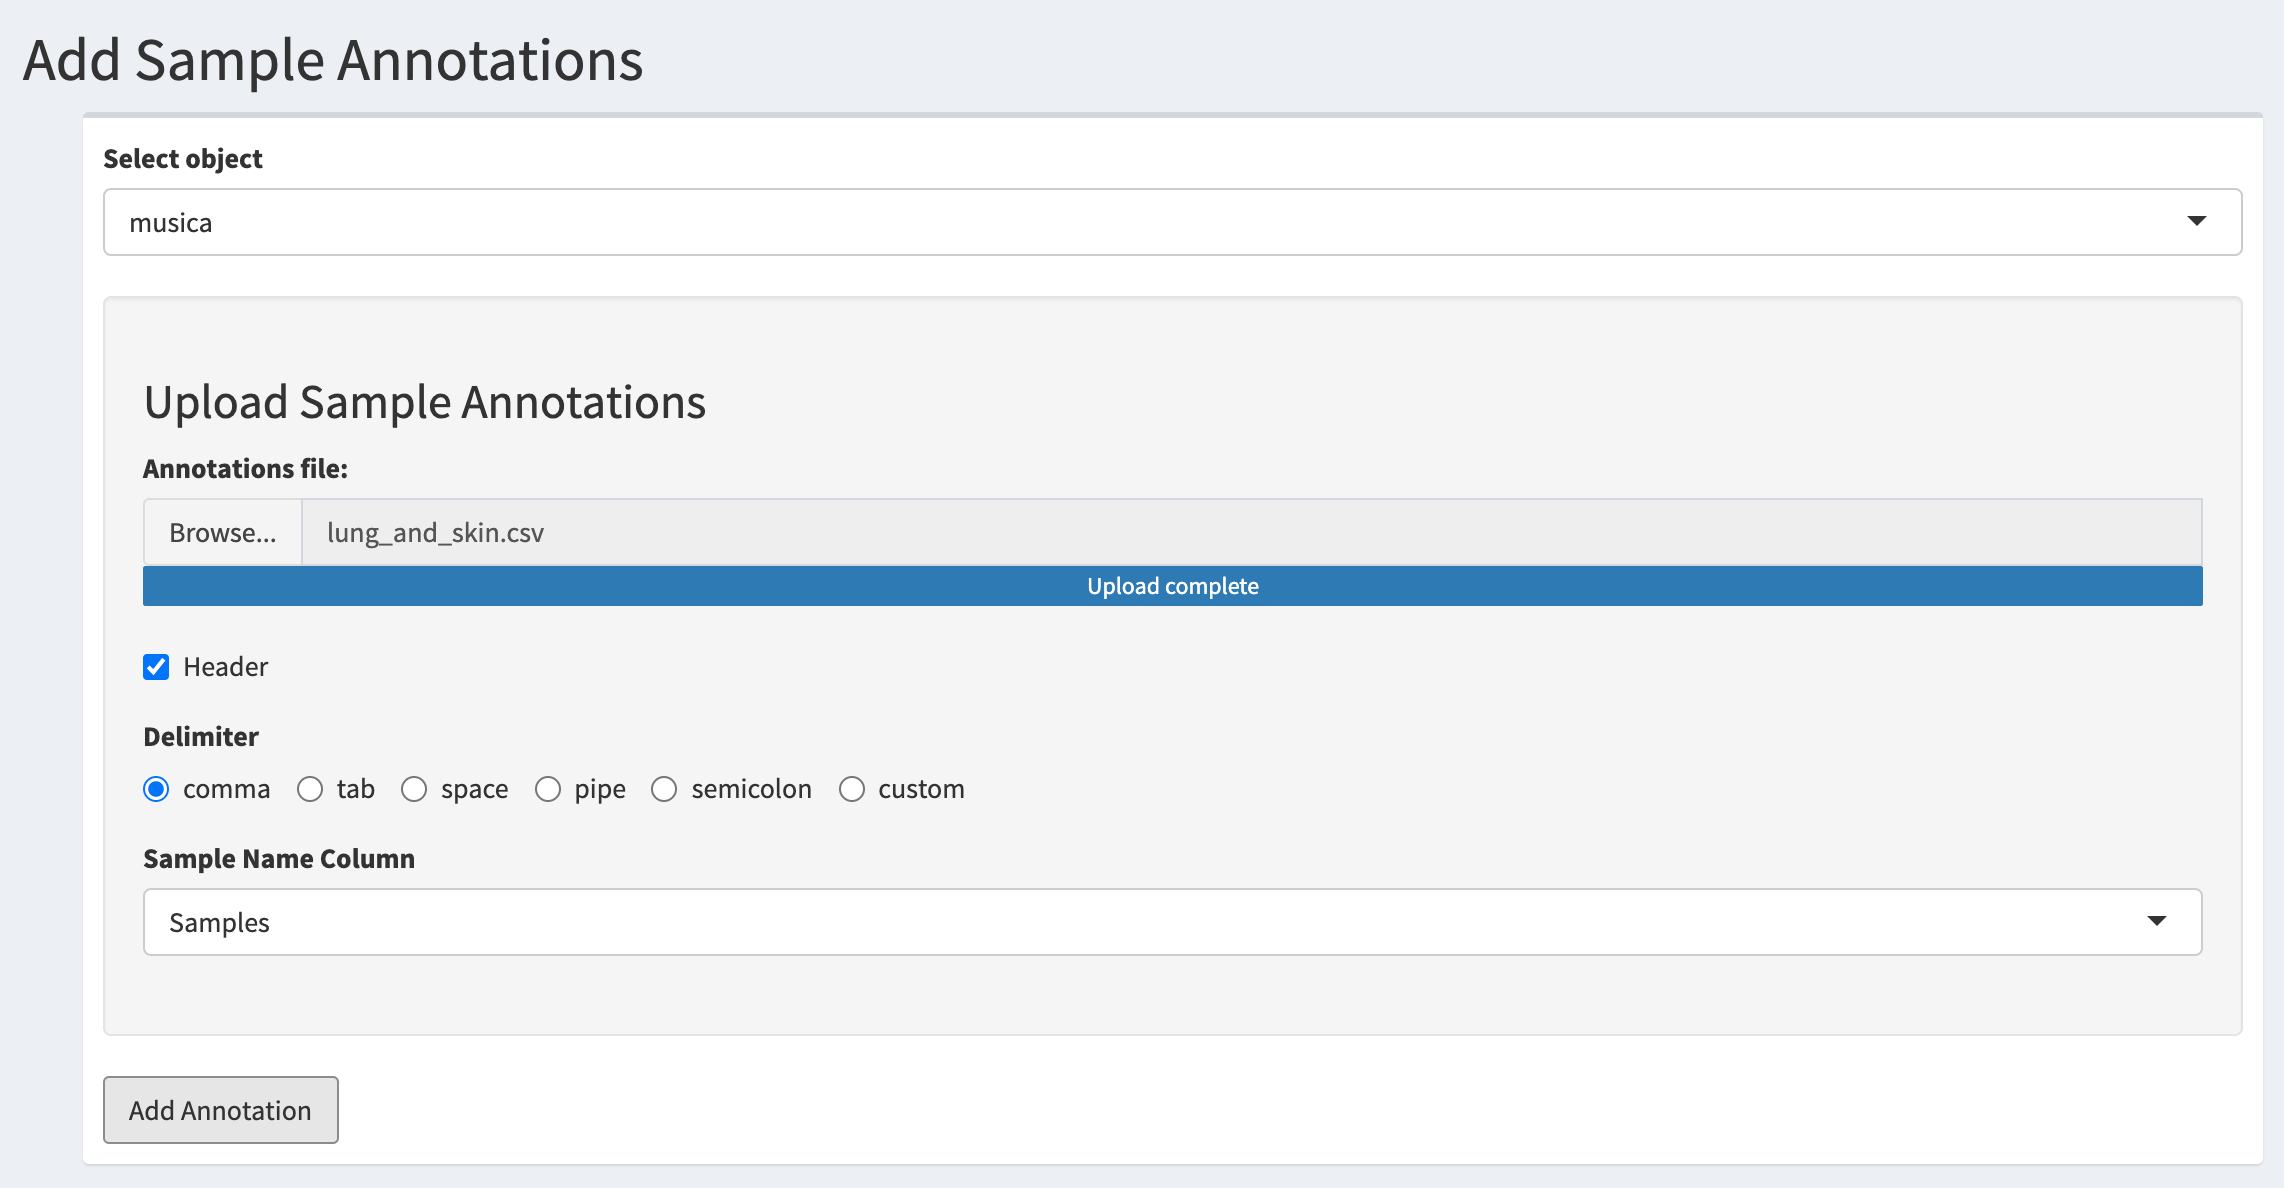 Add Sample Annotations
Select object
musica
Upload Sample Annotations
Annotations file:
Browse... lung_and_skin.csv
Upload complete
Header
Delimiter
comma tab space pipe semicolon custom
Sample Name Column
Samples
Add Annotation